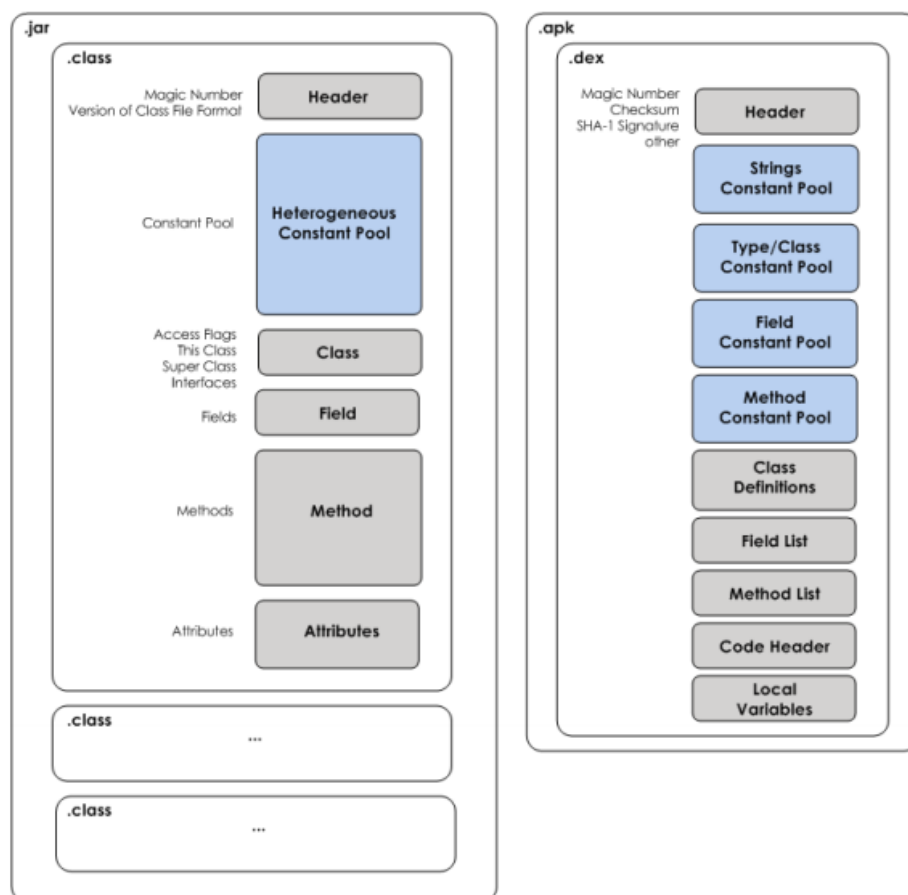 .jar
.class
Magic Number
Version of Class File Format
Header
Constant Pool
Heterogeneous
Constant Pool
Access Flags
This Class
Super Class
Interfaces
Class
Fields
Field
Methods
Method
Attributes
Attributes
.class
...
.class
...
.apk
.dex
Magic Number
Checksum
SHA-1 Signature
other
Header
Strings
Constant Pool
Type/Class
Constant Pool
Field
Constant Pool
Method
Constant Pool
Class
Definitions
Field List
Method List
Code Header
Local
Variables